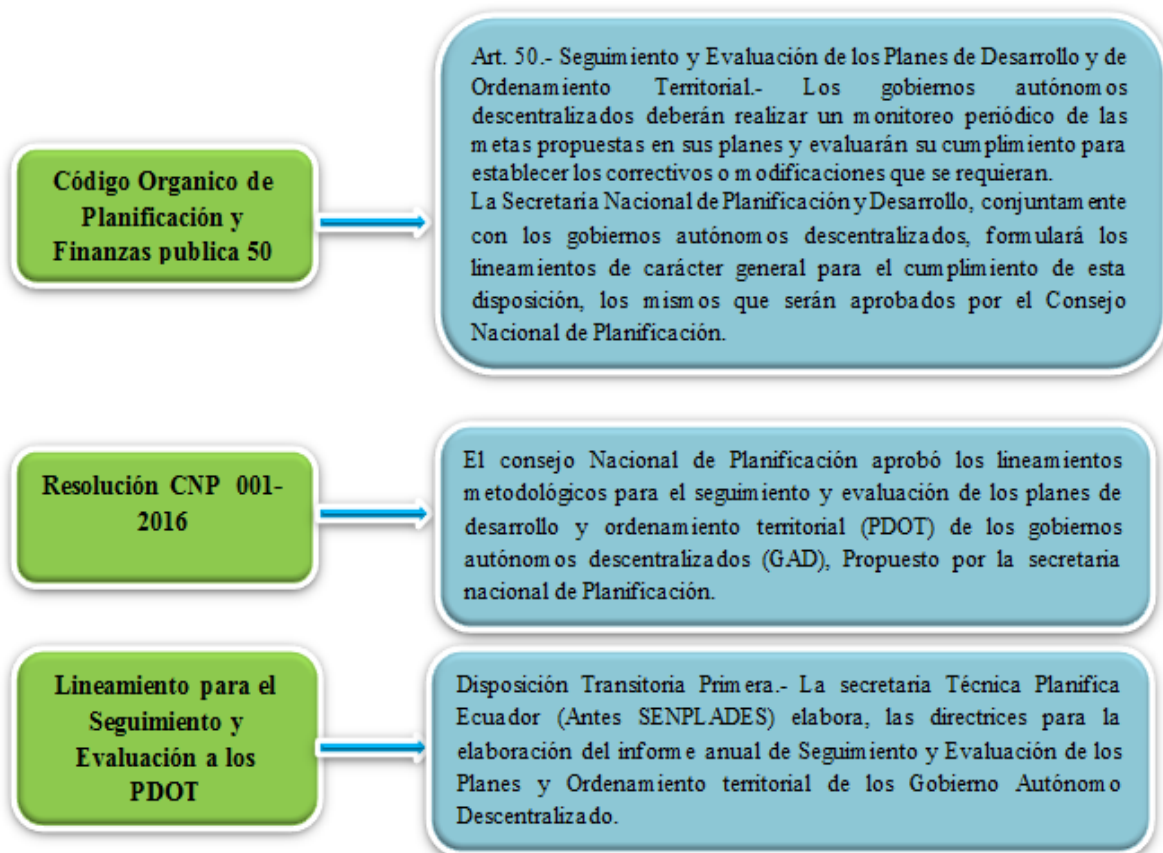 Código Organico de
Planificación y
Finanzas publica 50
Art. 50.- Seguimiento y Evaluación de los Planes de Desarrollo y de
Ordenamiento Territorial.- Los gobiernos autónomos
descentralizados deberán realizar un monitoreo periódico de las
metas propuestas en sus planes y evaluarán su cumplimiento para
establecer los correctivos o modificaciones que se requieran.
La Secretaría Nacional de Planificación y Desarrollo, conjuntamente
con los gobiernos autónomos descentralizados, formulará los
lineamientos de carácter general para el cumplimiento de esta
disposición, los mismos que serán aprobados por el Consejo
Nacional de Planificación.
Resolución CNP 001-
2016
El consejo Nacional de Planificación aprobó los lineamientos
metodológicos para el seguimiento y evaluación de los planes de
desarrollo y ordenamiento territorial (PDOT) de los gobiernos
autónomos descentralizados (GAD), Propuesto por la secretaria
nacional de Planificación.
Lineamiento para el
Seguimiento y
Evaluación a los
PDOT
Disposición Transitoria Primera.- La secretaria Técnica Planifica
Ecuador (Antes SENPLADES) elabora, las directrices para la
elaboración del informe anual de Seguimiento y Evaluación de los
Planes y Ordenamiento territorial de los Gobierno Autónomo
Descentralizado.